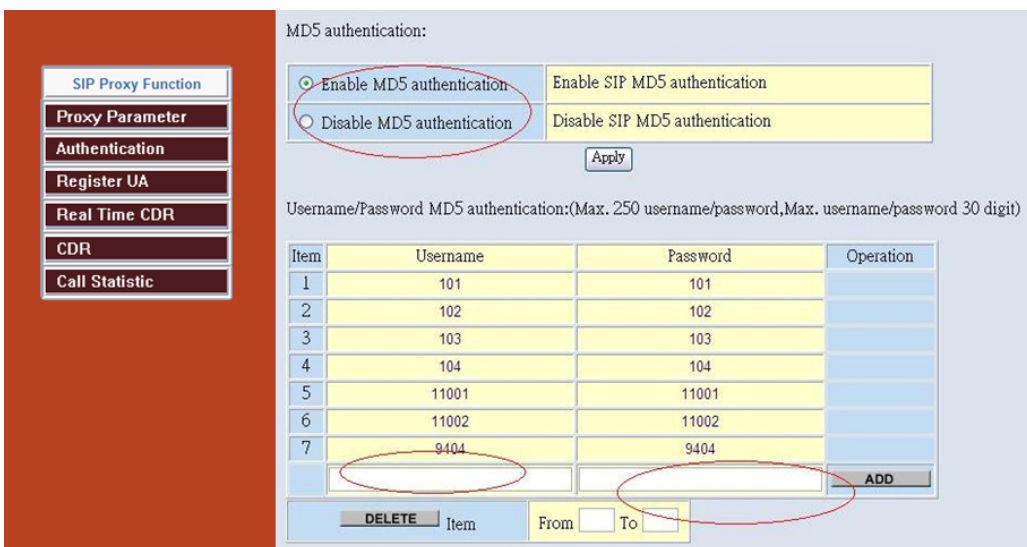 MD5 authentication:
SIP Proxy Function
Proxy Parameter
Authentication
Register UA
Real Time CDR
CDR
Call Statistic
Enable MD5 authentication Enable SIP MD5 authentication
Disable MD5 authentication Disable SIP MD5 authentication
Apply
Username/Password MD5 authentication:(Max. 250 username/password,Max. username/password 30 digit)
Item Username Password Operation
1 101 101
2 102 102
3 103 103
4 104 104
5 11001 11001
6 11002 11002
7 9404 9404
ADD
DELETE Item From To